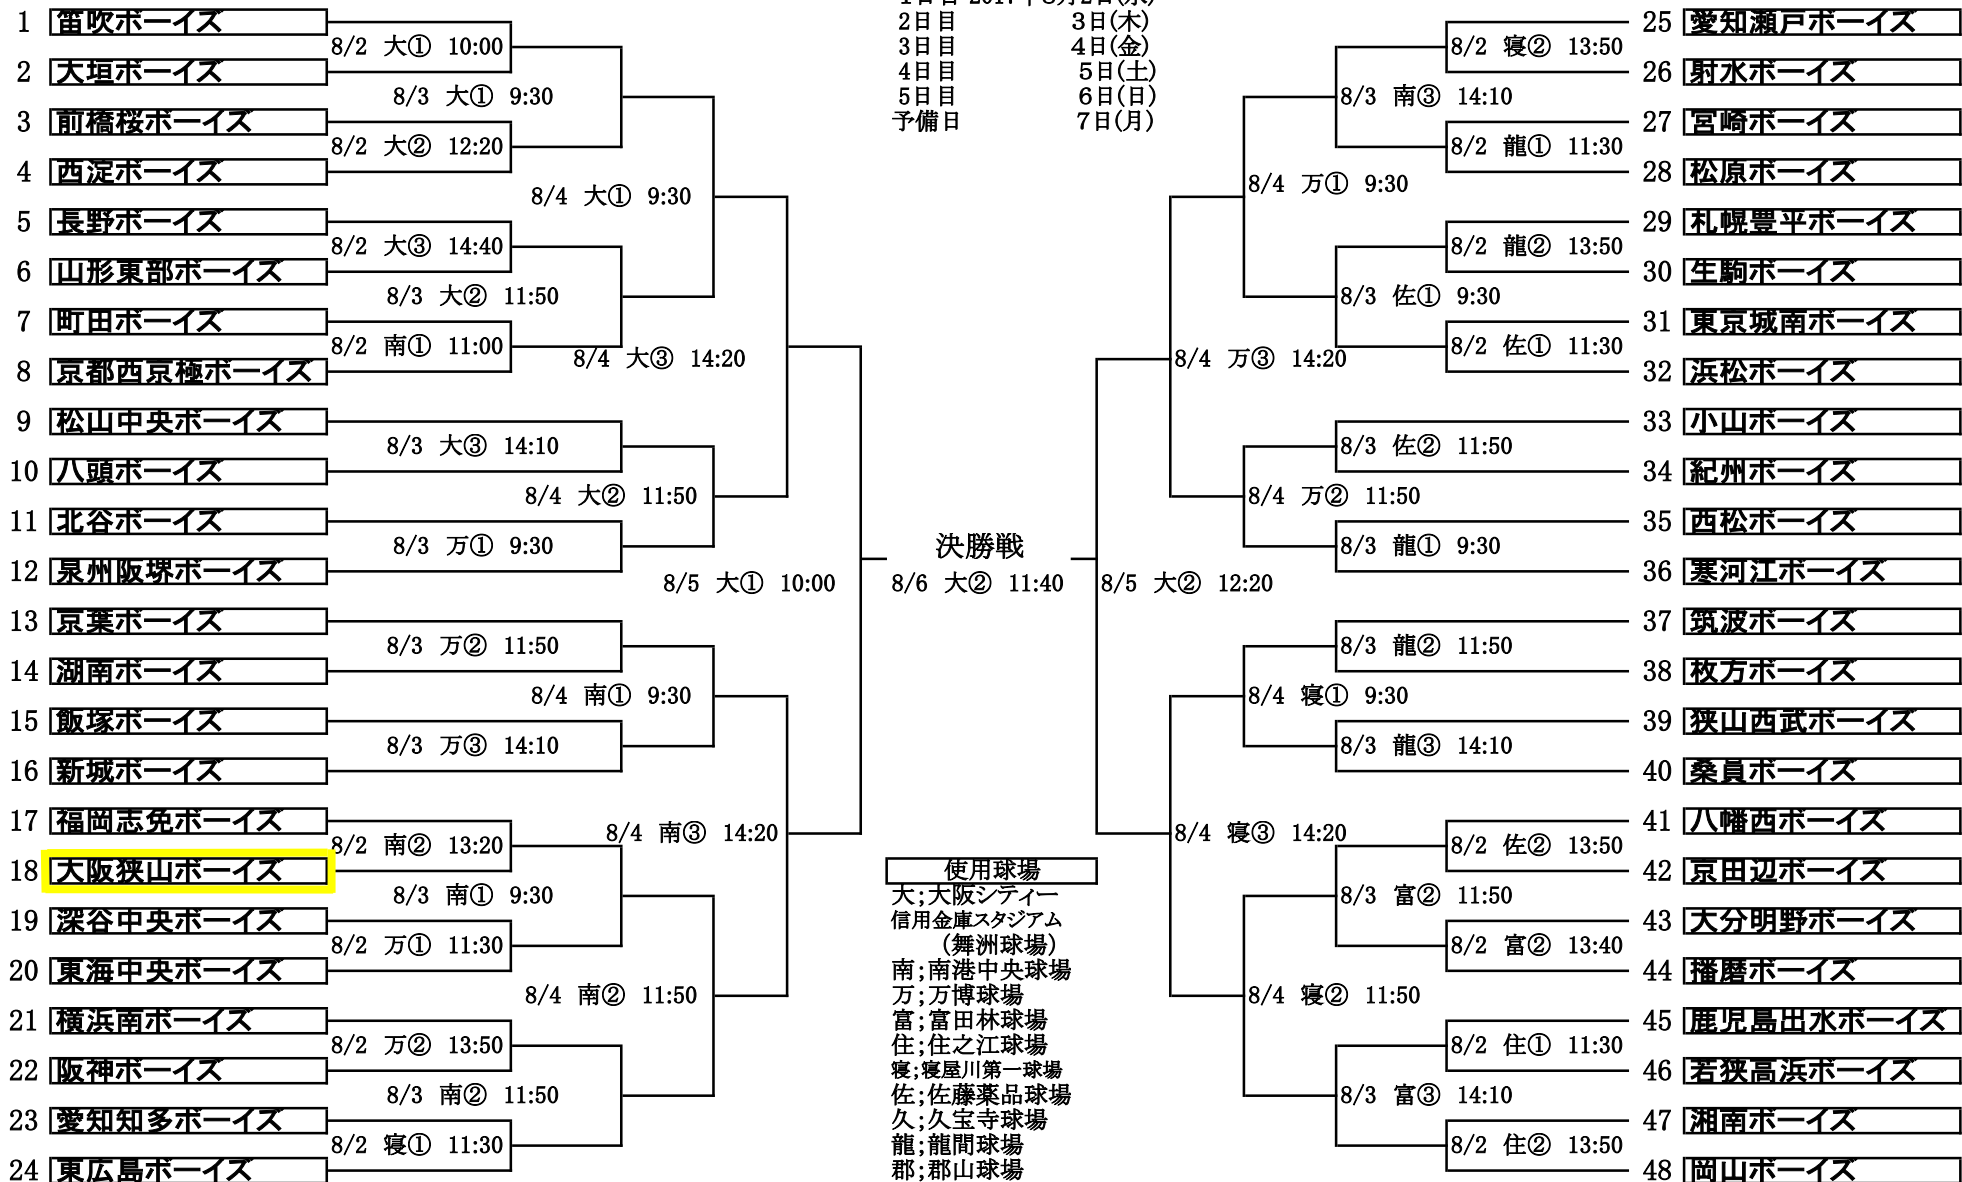 1日目 2017年8月2日(水)
2日目 3日(木)
3日目 4日(金)
4日目 5日(土)
5日目 6日(日)
予備日 7日(月)
1 笛吹ボーイズ
8/2 大① 10:00
2 大垣ボーイズ
8/3 大① 9:30
3 前橋桜ボーイズ
8/2 大② 12:20
4 西淀ボーイズ
8/4 大① 9:30
5 長野ボーイズ
8/2 大③ 14:40
6 山形東部ボーイズ
8/3 大② 11:50
7 町田ボーイズ
8/2 南① 11:00
8 京都西京極ボーイズ
8/4 大③ 14:20
9 松山中央ボーイズ
8/3 大③ 14:10
10 八頭ボーイズ
8/4 大② 11:50
11 北谷ボーイズ
8/3 万① 9:30
12 泉州阪堺ボーイズ
8/5 大① 10:00
13 京葉ボーイズ
8/3 万② 11:50
14 湖南ボーイズ
8/4 南① 9:30
15 飯塚ボーイズ
8/3 万③ 14:10
16 新城ボーイズ
17 福岡志免ボーイズ
8/4 南③ 14:20
8/2 南② 13:20
18 大阪狭山ボーイズ
8/3 南① 9:30
19 深谷中央ボーイズ
8/2 万① 11:30
20 東海中央ボーイズ
8/4 南② 11:50
21 横浜南ボーイズ
8/2 万② 13:50
22 阪神ボーイズ
8/3 南② 11:50
23 愛知知多ボーイズ
8/2 寝① 11:30
24 東広島ボーイズ
決勝戦
8/6 大② 11:40
使用球場
大;大阪シティー
信用金庫スタジアム
(舞洲球場)
南;南港中央球場
万;万博球場
富;富田林球場
住;住之江球場
寝;寝屋川第一球場
佐;佐藤薬品球場
久;久宝寺球場
龍;龍間球場
郡;郡山球場
25 愛知瀬戸ボーイズ
8/2 寝② 13:50
26 射水ボーイズ
8/3 南③ 14:10
27 宮崎ボーイズ
8/2 龍① 11:30
28 松原ボーイズ
8/4 万① 9:30
29 札幌豊平ボーイズ
8/2 龍② 13:50
30 生駒ボーイズ
8/3 佐① 9:30
31 東京城南ボーイズ
8/2 佐① 11:30
32 浜松ボーイズ
8/4 万③ 14:20
33 小山ボーイズ
8/3 佐② 11:50
34 紀州ボーイズ
8/4 万② 11:50
35 西松ボーイズ
8/3 龍① 9:30
36 寒河江ボーイズ
8/5 大② 12:20
37 筑波ボーイズ
8/3 龍② 11:50
38 枚方ボーイズ
8/4 寝① 9:30
39 狭山西武ボーイズ
8/3 龍③ 14:10
40 桑員ボーイズ
41 八幡西ボーイズ
8/4 寝③ 14:20
8/2 佐② 13:50
42 京田辺ボーイズ
8/3 富② 11:50
43 大分明野ボーイズ
8/2 富② 13:40
44 播磨ボーイズ
8/4 寝② 11:50
45 鹿児島出水ボーイズ
8/2 住① 11:30
46 若狭高浜ボーイズ
8/3 富③ 14:10
47 湘南ボーイズ
8/2 住② 13:50
48 岡山ボーイズ